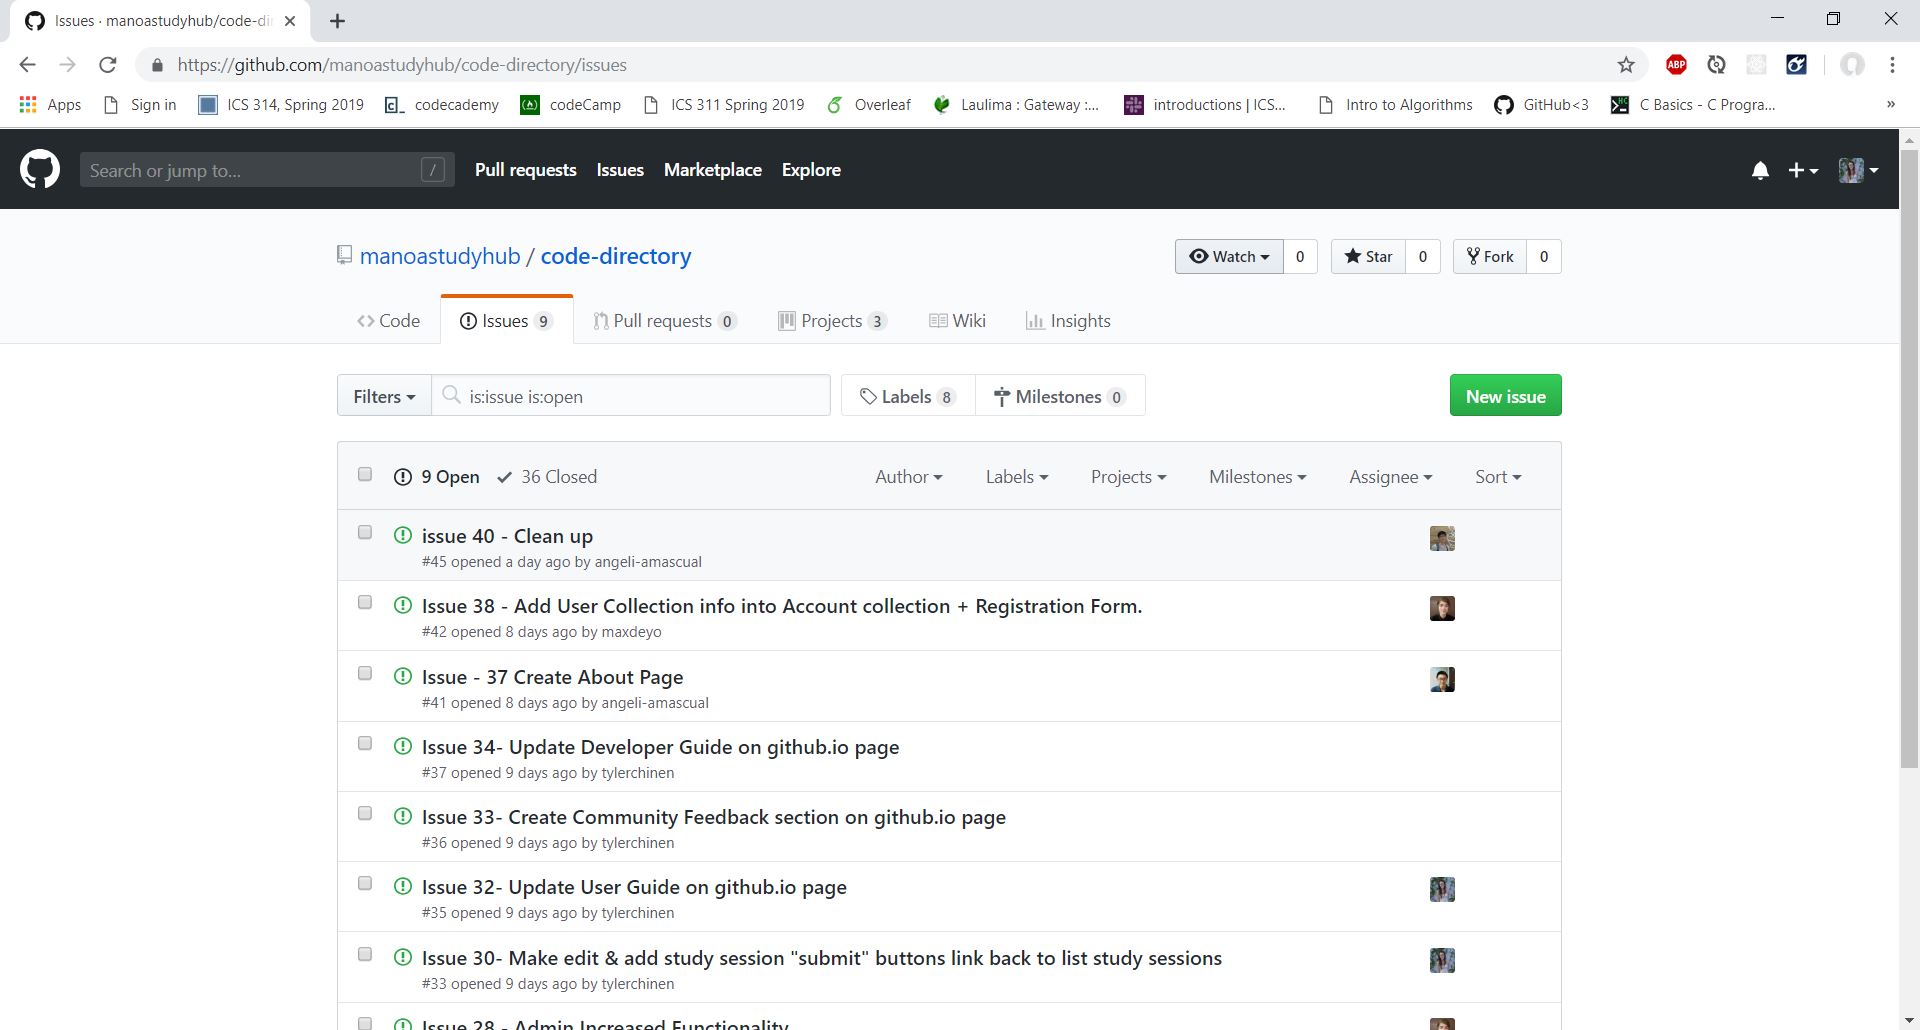 Issues · manoastudyhub/code-di
https://github.com/manoastudyhub/code-directory/issues
ABP
Apps Sign in ICS 314, Spring 2019 codecademy codeCamp ICS 311 Spring 2019 Overleaf Laulima : Gateway :... introductions | ICS... Intro to Algorithms GitHub<3 C Basics - C Progra... »
Search or jump to... / Pull requests Issues Marketplace Explore
manoastudyhub / code-directory Watch 0 Star 0 Fork 0
Code Issues 9 Pull requests 0 Projects 3 Wiki Insights
Filters is:issue is:open Labels 8 Milestones 0 New issue
9 Open 36 Closed Author Labels Projects Milestones Assignee Sort
issue 40 - Clean up
#45 opened a day ago by angeli-amascual
Issue 38 - Add User Collection info into Account collection + Registration Form.
#42 opened 8 days ago by maxdeyo
Issue - 37 Create About Page
#41 opened 8 days ago by angeli-amascual
Issue 34- Update Developer Guide on github.io page
#37 opened 9 days ago by tylerchinen
Issue 33- Create Community Feedback section on github.io page
#36 opened 9 days ago by tylerchinen
Issue 32- Update User Guide on github.io page
#35 opened 9 days ago by tylerchinen
Issue 30- Make edit & add study session "submit" buttons link back to list study sessions
#33 opened 9 days ago by tylerchinen
Issue 28 - Admin Increased Functionality